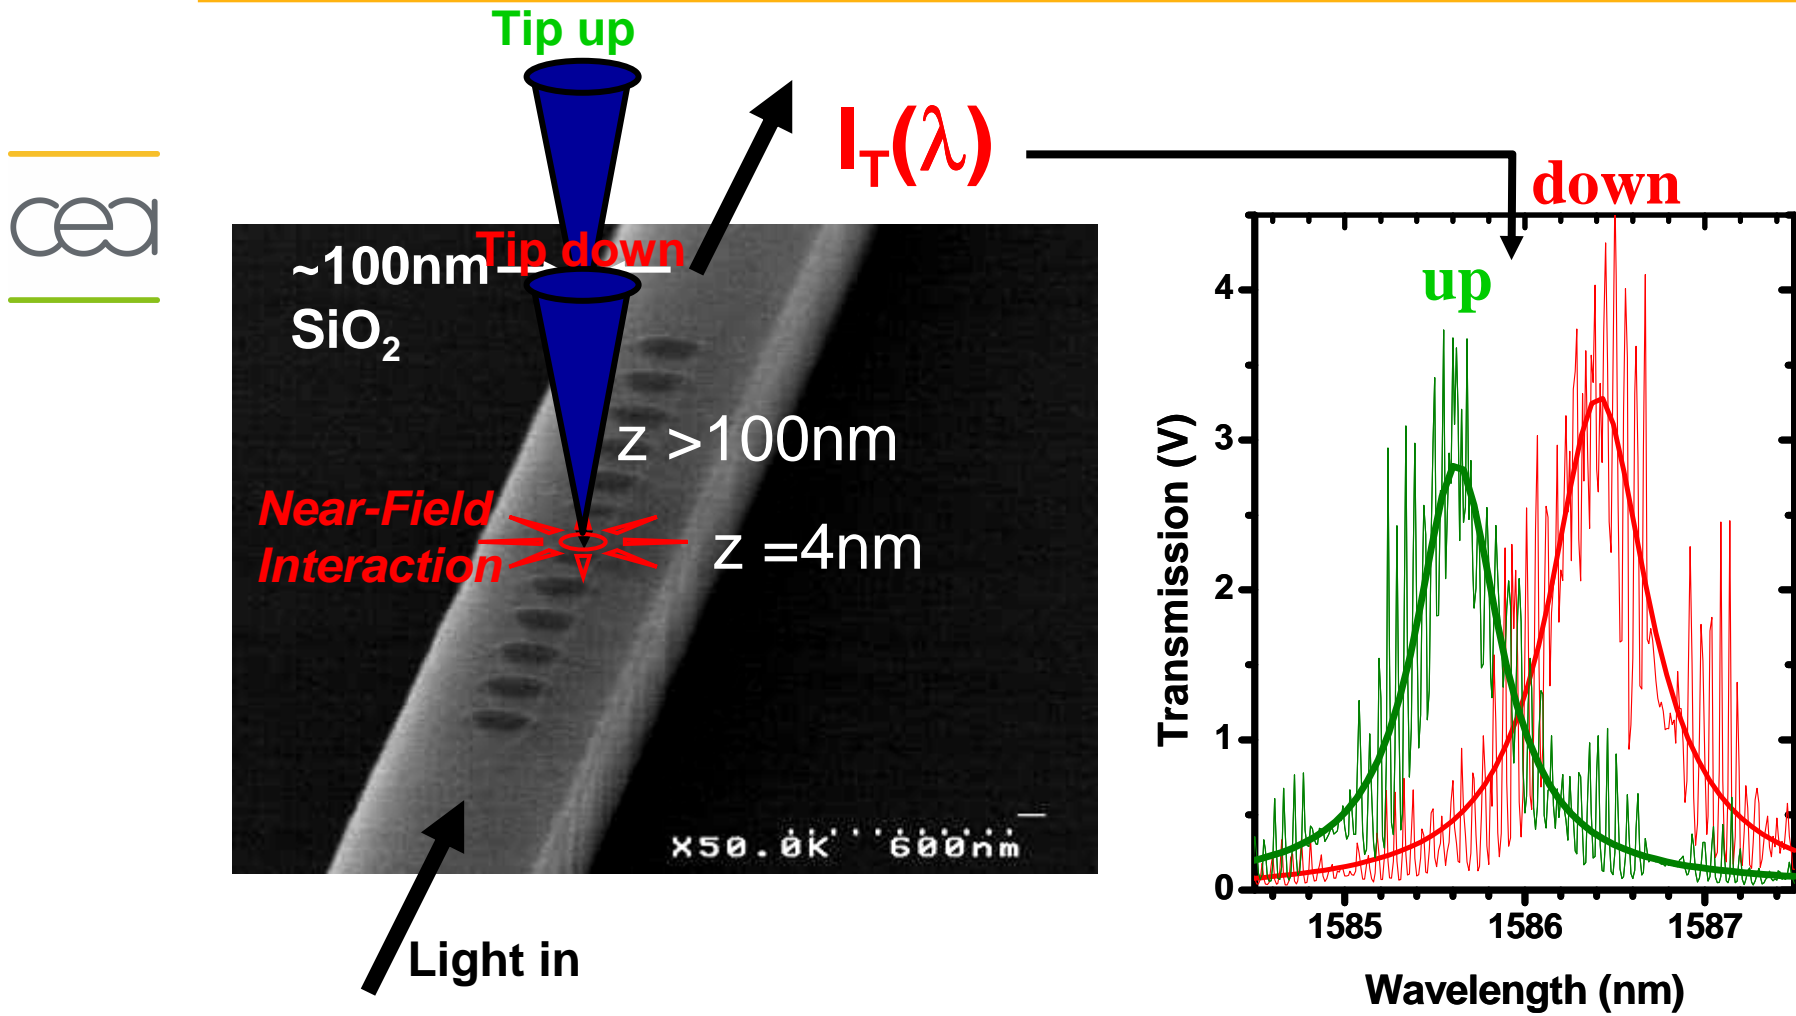 Tip up
cea
I_T(λ)
down
Tip down
~100nm
SiO₂
up
z >100nm
Near-Field
Interaction
z =4nm
X50.0K 600nm
Light in
Transmission (V)
4
3
2
1
0
1585 1586 1587
Wavelength (nm)